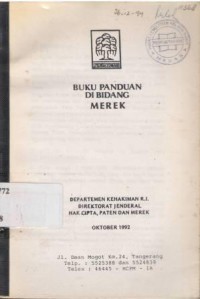 BUKU PANDUAN
DI BIDANG
MEREK
772
DEPARTEMEN KEHAKIMAN R.I.
DIREKTORAT JENDERAL
HAK CIPTA, PATEN DAN MEREK
OKTOBER 1992
Jl. Daan Mogot Km.24, Tangerang
Telp. : 5525388 dan 5524839
Telex : 46445 - HCPM - IA